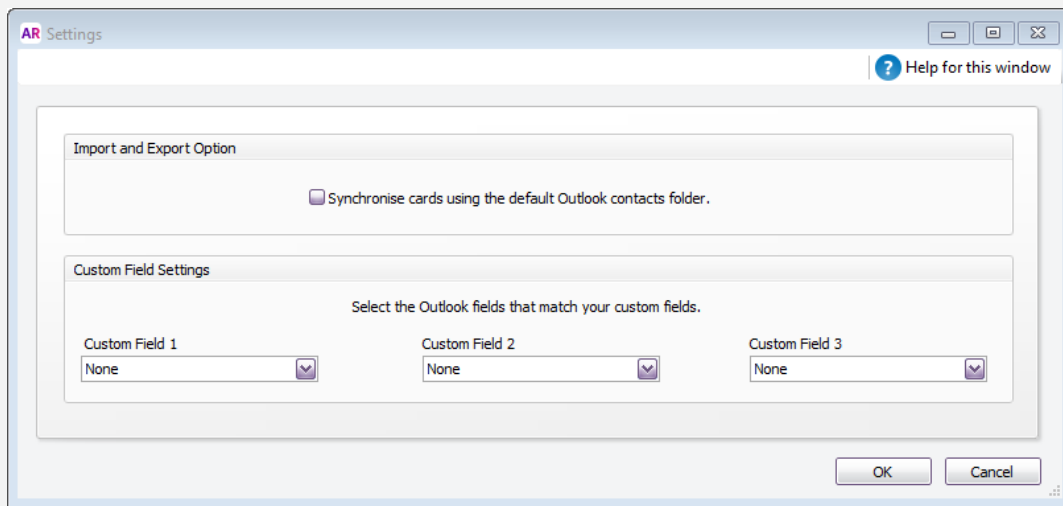 AR Settings
? Help for this window
Import and Export Option
Synchronise cards using the default Outlook contacts folder.
Custom Field Settings
Select the Outlook fields that match your custom fields.
Custom Field 1 Custom Field 2 Custom Field 3
None None None
OK Cancel